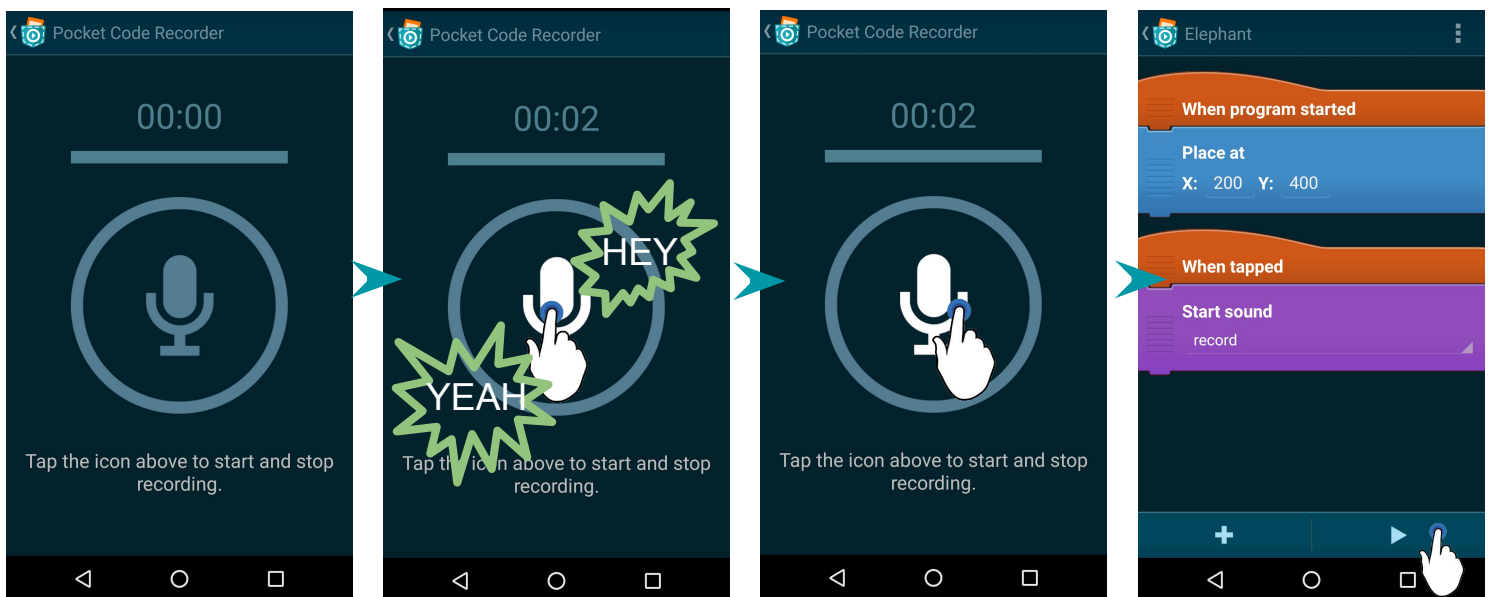 Pocket Code Recorder
00:00
Tap the icon above to start and stop
recording.
Pocket Code Recorder
00:02
HEY
YEAH
Tap the icon above to start and stop
recording.
Pocket Code Recorder
00:02
Tap the icon above to start and stop
recording.
Elephant
When program started
Place at
X: 200 Y: 400
When tapped
Start sound
record